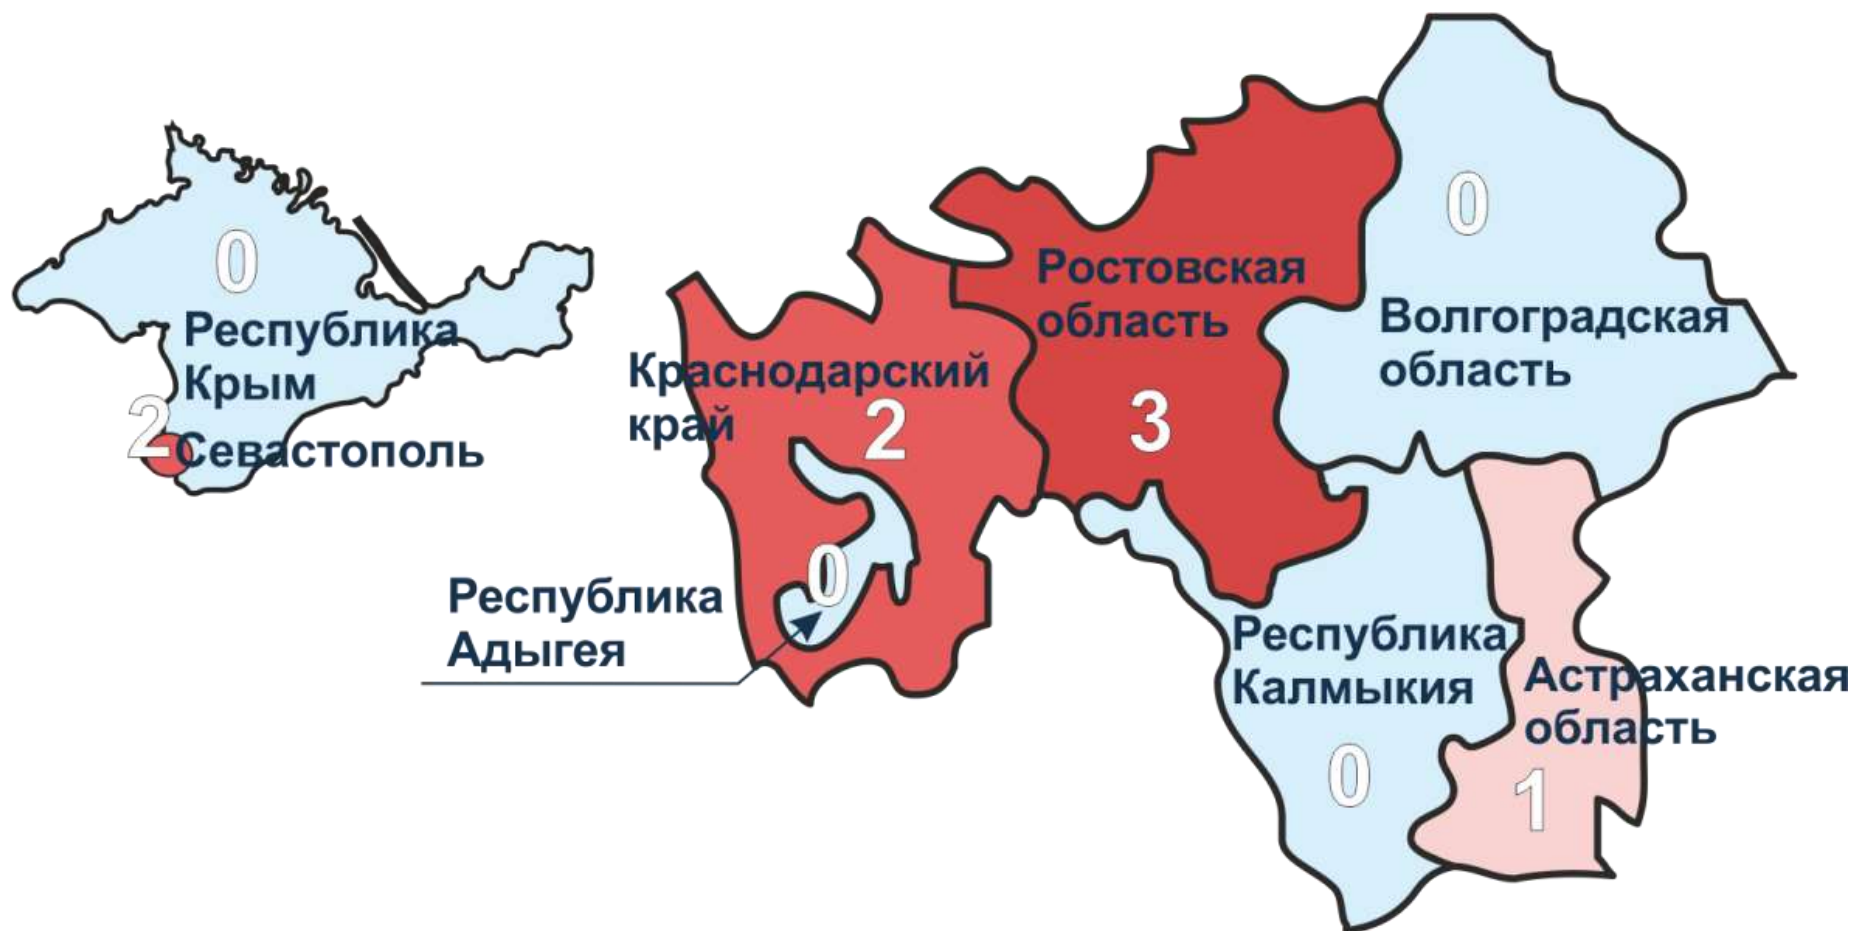 0
Республика
Крым
2
Севастополь
Краснодарский
край
2
0
Республика
Адыгея
Ростовская
область
3
0
Волгоградская
область
Республика
Калмыкия
0
Астраханская
область
1